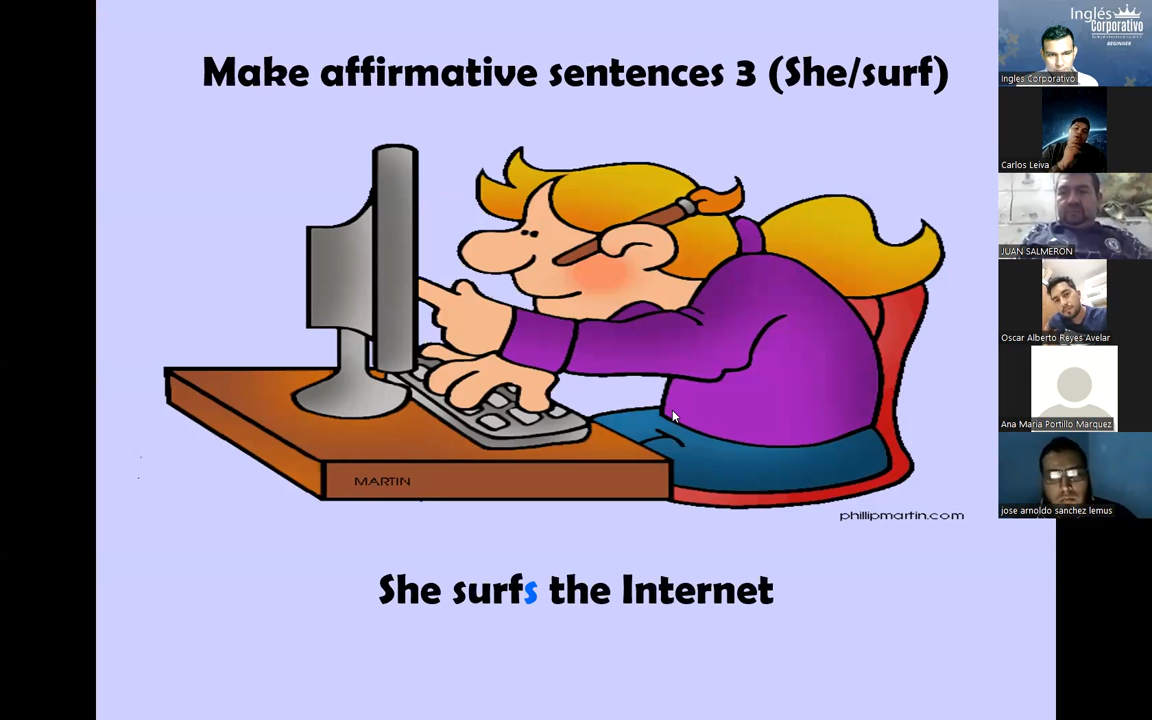 Make affirmative sentences 3 (She/surf)
MARTIN
phillipmartin.com
She surfs the Internet
Inglés
Corporativo
BEGINNER
Ingles Corporativo
Carlos Leiva
JUAN SALMERON
Oscar Alberto Reyes Avelar
Ana Maria Portillo Marquez
jose arnoldo sanchez lemus